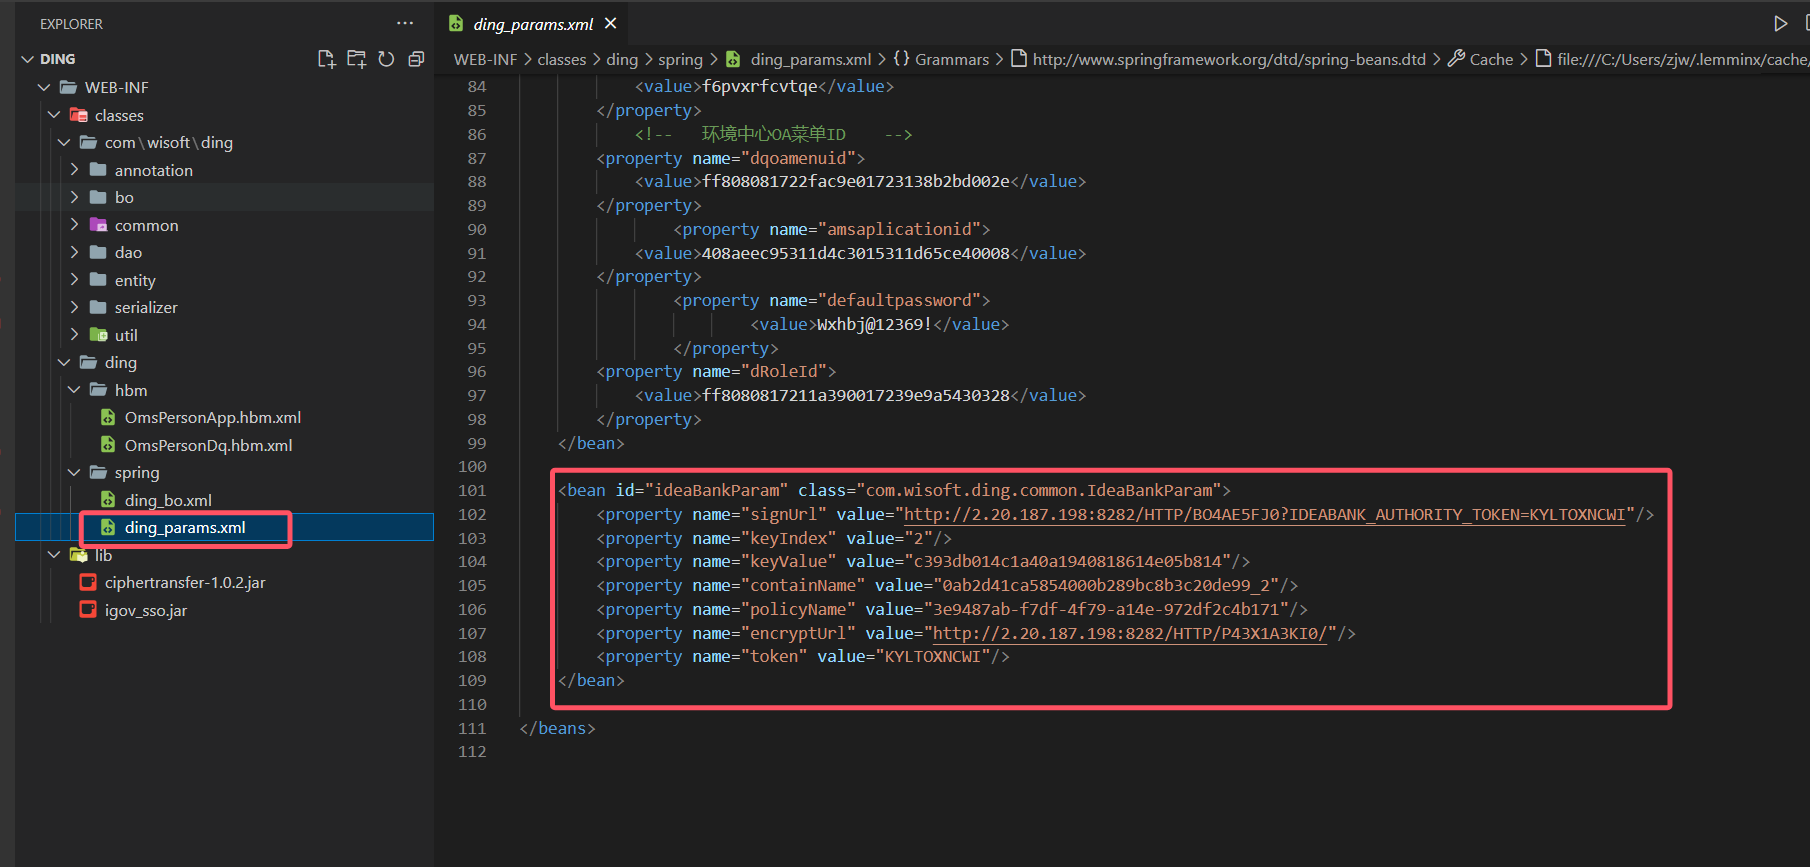 EXPLORER
DING
WEB-INF
classes
com\wisoft\ding
annotation
bo
common
dao
entity
serializer
util
ding
hbm
OmsPersonApp.hbm.xml
OmsPersonDq.hbm.xml
spring
ding_bo.xml
ding_params.xml
lib
ciphertransfer-1.0.2.jar
igov_sso.jar
ding_params.xml
WEB-INF > classes > ding > spring > ding_params.xml > {} Grammars > http://www.springframework.org/dtd/spring-beans.dtd > Cache > file:///C:/Users/zjw/.lemminx/cache/
84 <value>f6pvxrfcvtqe</value>
85 </property>
86 <!-- 环境中心OA菜单ID -->
87 <property name="dqoamenuid">
88 <value>ff808081722fac9e01723138b2bd002e</value>
89 </property>
90 <property name="amsaplicationid">
91 <value>408aeec95311d4c3015311d65ce40008</value>
92 </property>
93 <property name="defaultpassword">
94 <value>Wxhbj@12369!</value>
95 </property>
96 <property name="dRoleId">
97 <value>ff8080817211a390017239e9a5430328</value>
98 </property>
99 </bean>
100
101 <bean id="ideaBankParam" class="com.wisoft.ding.common.IdeaBankParam">
102 <property name="signUrl" value="http://2.20.187.198:8282/HTTP/BO4AE5FJ0?IDEABANK_AUTHORITY_TOKEN=KYLTOXNCWI"/>
103 <property name="keyIndex" value="2"/>
104 <property name="keyValue" value="c393db014c1a40a1940818614e05b814"/>
105 <property name="containName" value="0ab2d41ca5854000b289bc8b3c20de99_2"/>
106 <property name="policyName" value="3e9487ab-f7df-4f79-a14e-972df2c4b171"/>
107 <property name="encryptUrl" value="http://2.20.187.198:8282/HTTP/P43X1A3KI0/"/>
108 <property name="token" value="KYLTOXNCWI"/>
109 </bean>
110
111 </beans>
112